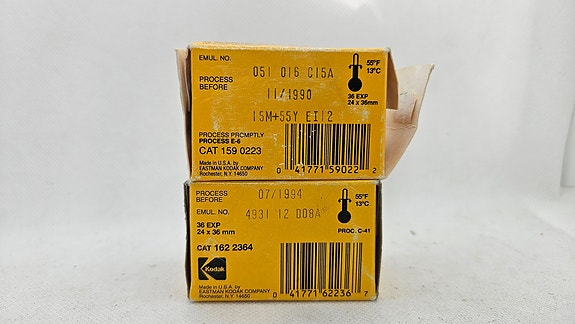 EMUL. NO.
051 016 C15A
55°F
13°C
PROCESS
BEFORE
11/1990
36 EXP
24 x 36mm
15M+55Y EI12
PROCESS PROMPTLY
PROCESS E-6
CAT 159 0223
Made in U.S.A. by
EASTMAN KODAK COMPANY
Rochester, N.Y. 14650
0 41771 59022 2
PROCESS
BEFORE
07/1994
55°F
13°C
EMUL. NO.
4931 12 D08A
36 EXP
24 x 36 mm
PROC. C-41
CAT 162 2364
Kodak
Made in U.S.A. by
EASTMAN KODAK COMPANY
Rochester, N.Y. 14650
0 41771 62236 7